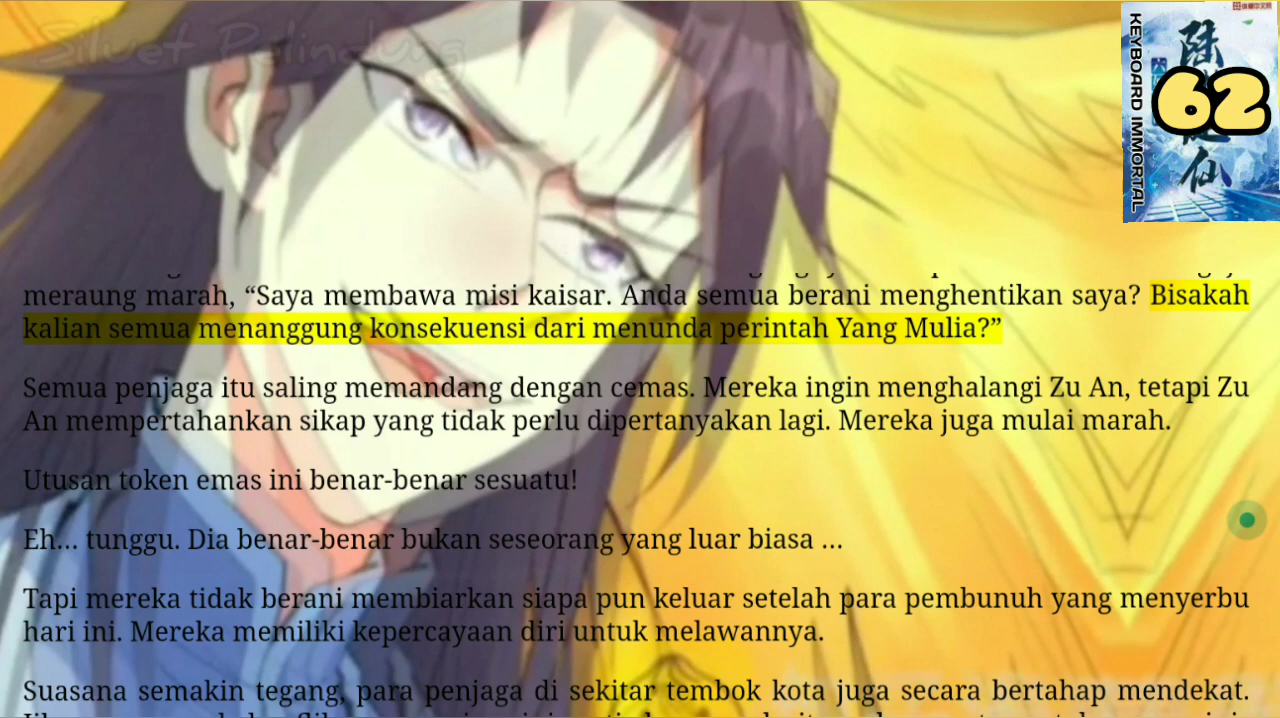 Siluet Pelindung
KEYBOARD IMMORTAL
62
仙
meraung marah, “Saya membawa misi kaisar. Anda semua berani menghentikan saya? Bisakah
kalian semua menanggung konsekuensi dari menunda perintah Yang Mulia?”
Semua penjaga itu saling memandang dengan cemas. Mereka ingin menghalangi Zu An, tetapi Zu
An mempertahankan sikap yang tidak perlu dipertanyakan lagi. Mereka juga mulai marah.
Utusan token emas ini benar-benar sesuatu!
Eh… tunggu. Dia benar-benar bukan seseorang yang luar biasa …
Tapi mereka tidak berani membiarkan siapa pun keluar setelah para pembunuh yang menyerbu
hari ini. Mereka memiliki kepercayaan diri untuk melawannya.
Suasana semakin tegang, para penjaga di sekitar tembok kota juga secara bertahap mendekat.